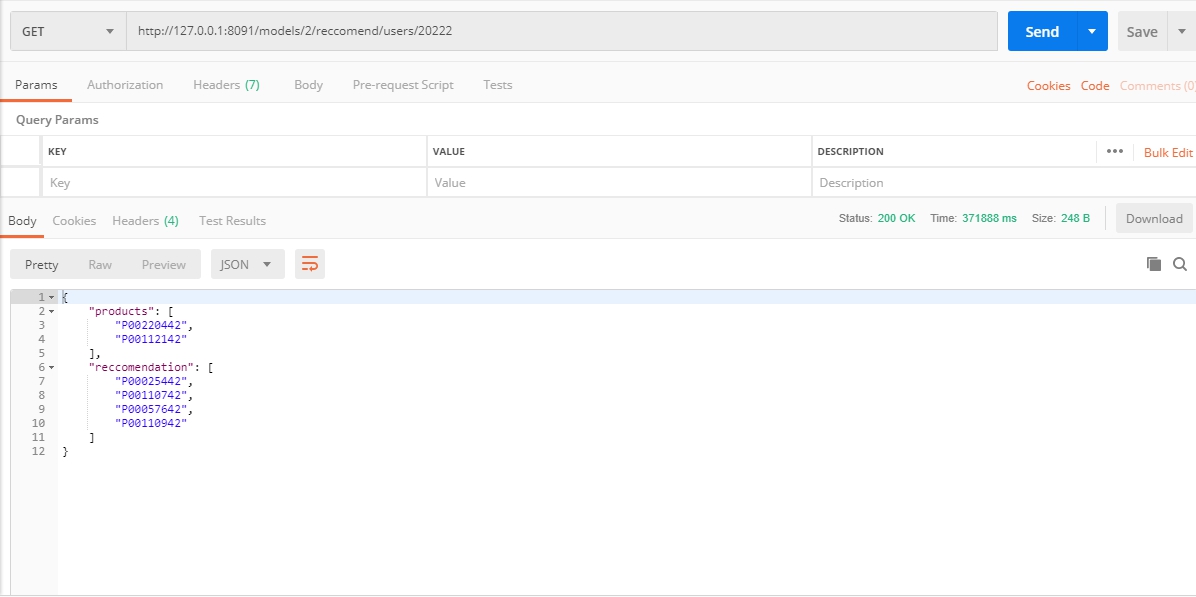 GET http://127.0.0.1:8091/models/2/reccomend/users/20222 Send Save
Params Authorization Headers (7) Body Pre-request Script Tests Cookies Code Comments (0)
Query Params
KEY VALUE DESCRIPTION ••• Bulk Edit
Key Value Description
Body Cookies Headers (4) Test Results Status: 200 OK Time: 371888 ms Size: 248 B Download
Pretty Raw Preview JSON
1 {
2 "products": [
3 "P00220442",
4 "P00112142"
5 ],
6 "reccomendation": [
7 "P00025442",
8 "P00110742",
9 "P00057642",
10 "P00110942"
11 ]
12 }